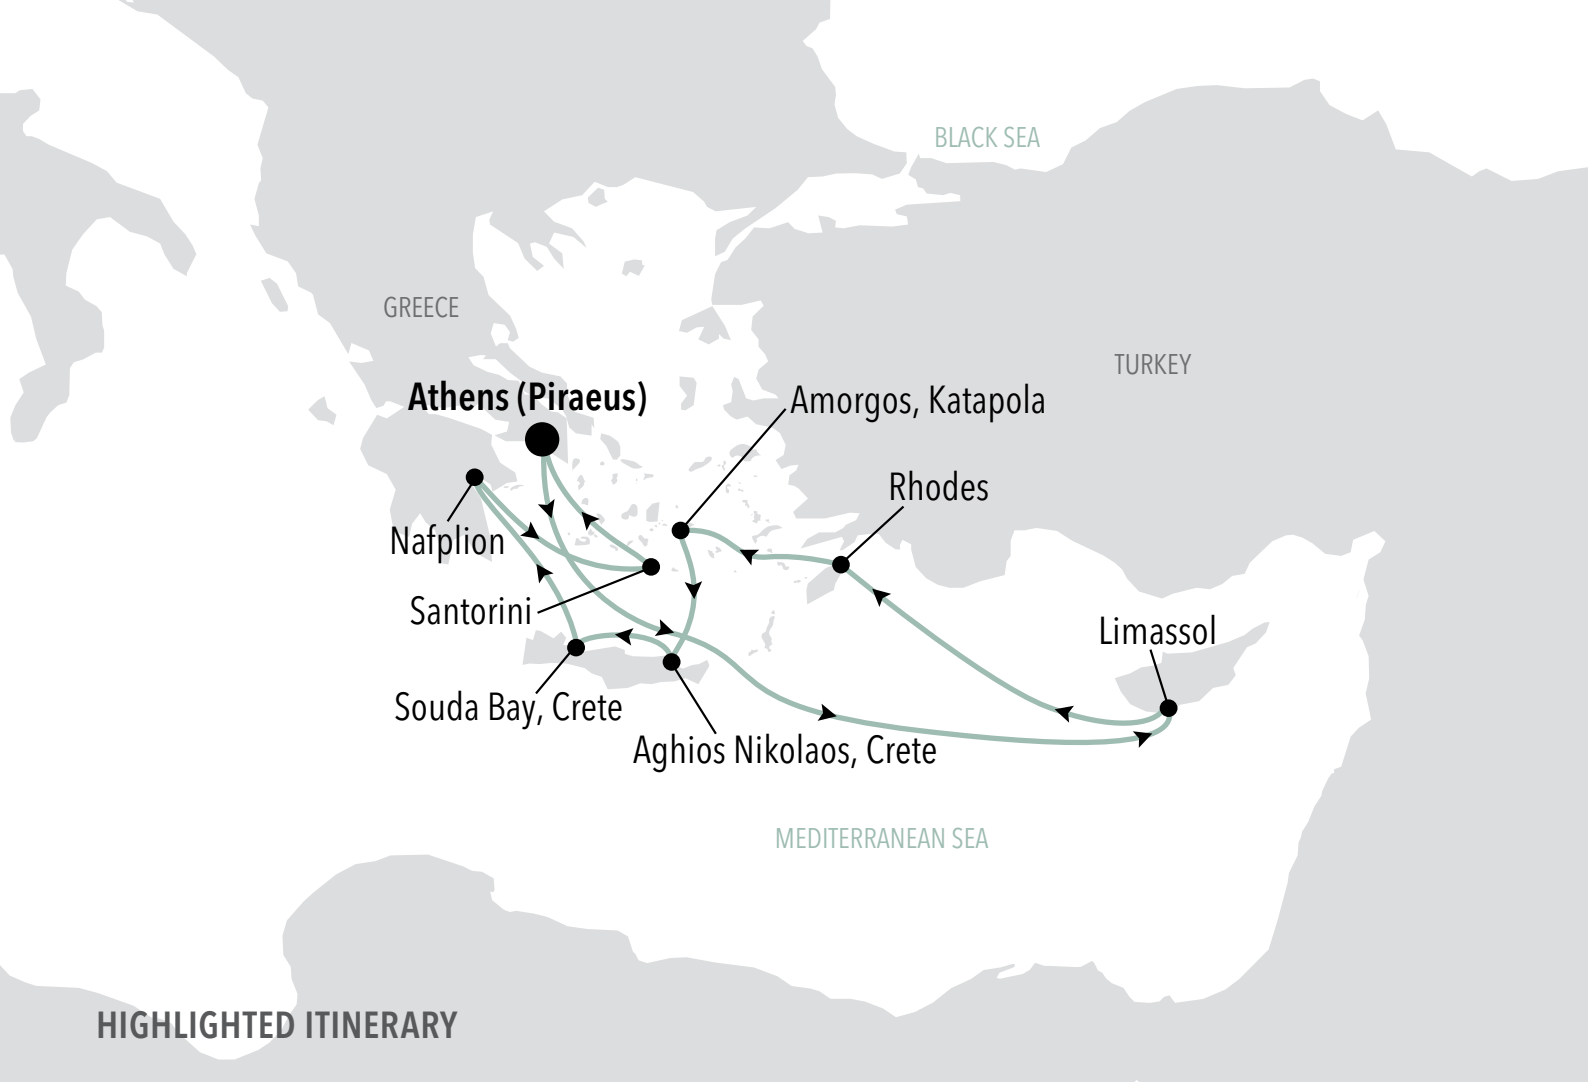 BLACK SEA
GREECE
TURKEY
Athens (Piraeus)
Amorgos, Katapola
Rhodes
Nafplion
Santorini
Limassol
Souda Bay, Crete
Aghios Nikolaos, Crete
MEDITERRANEAN SEA
HIGHLIGHTED ITINERARY